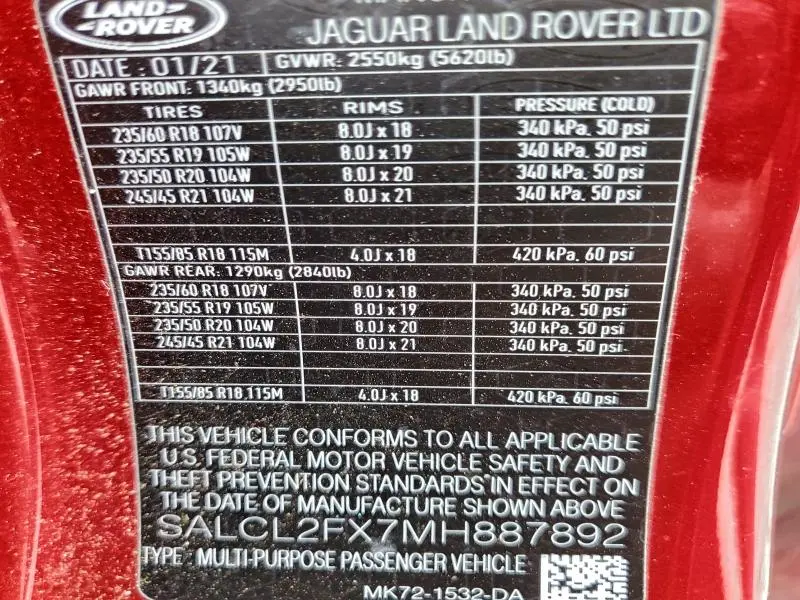 LAND-
-ROVER
JAGUAR LAND ROVER LTD
DATE : 01/21 GVWR: 2550kg (5620lb)
GAWR FRONT: 1340kg (2950lb)
TIRES RIMS PRESSURE (COLD)
235/60 R18 107V 8.0J x 18 340 kPa. 50 psi
235/55 R19 105W 8.0J x 19 340 kPa. 50 psi
235/50 R20 104W 8.0J x 20 340 kPa. 50 psi
245/45 R21 104W 8.0J x 21 340 kPa. 50 psi
T155/85 R18 115M 4.0J x 18 420 kPa. 60 psi
GAWR REAR: 1290kg (2840lb)
235/60 R18 107V 8.0J x 18 340 kPa. 50 psi
235/55 R19 105W 8.0J x 19 340 kPa. 50 psi
235/50 R20 104W 8.0J x 20 340 kPa. 50 psi
245/45 R21 104W 8.0J x 21 340 kPa. 50 psi
T155/85 R18 115M 4.0J x 18 420 kPa. 60 psi
THIS VEHICLE CONFORMS TO ALL APPLICABLE
U.S. FEDERAL MOTOR VEHICLE SAFETY AND
THEFT PREVENTION STANDARDS IN EFFECT ON
THE DATE OF MANUFACTURE SHOWN ABOVE
SALCL2FX7MH887892
TYPE : MULTI-PURPOSE PASSENGER VEHICLE
MK72-1532-DA